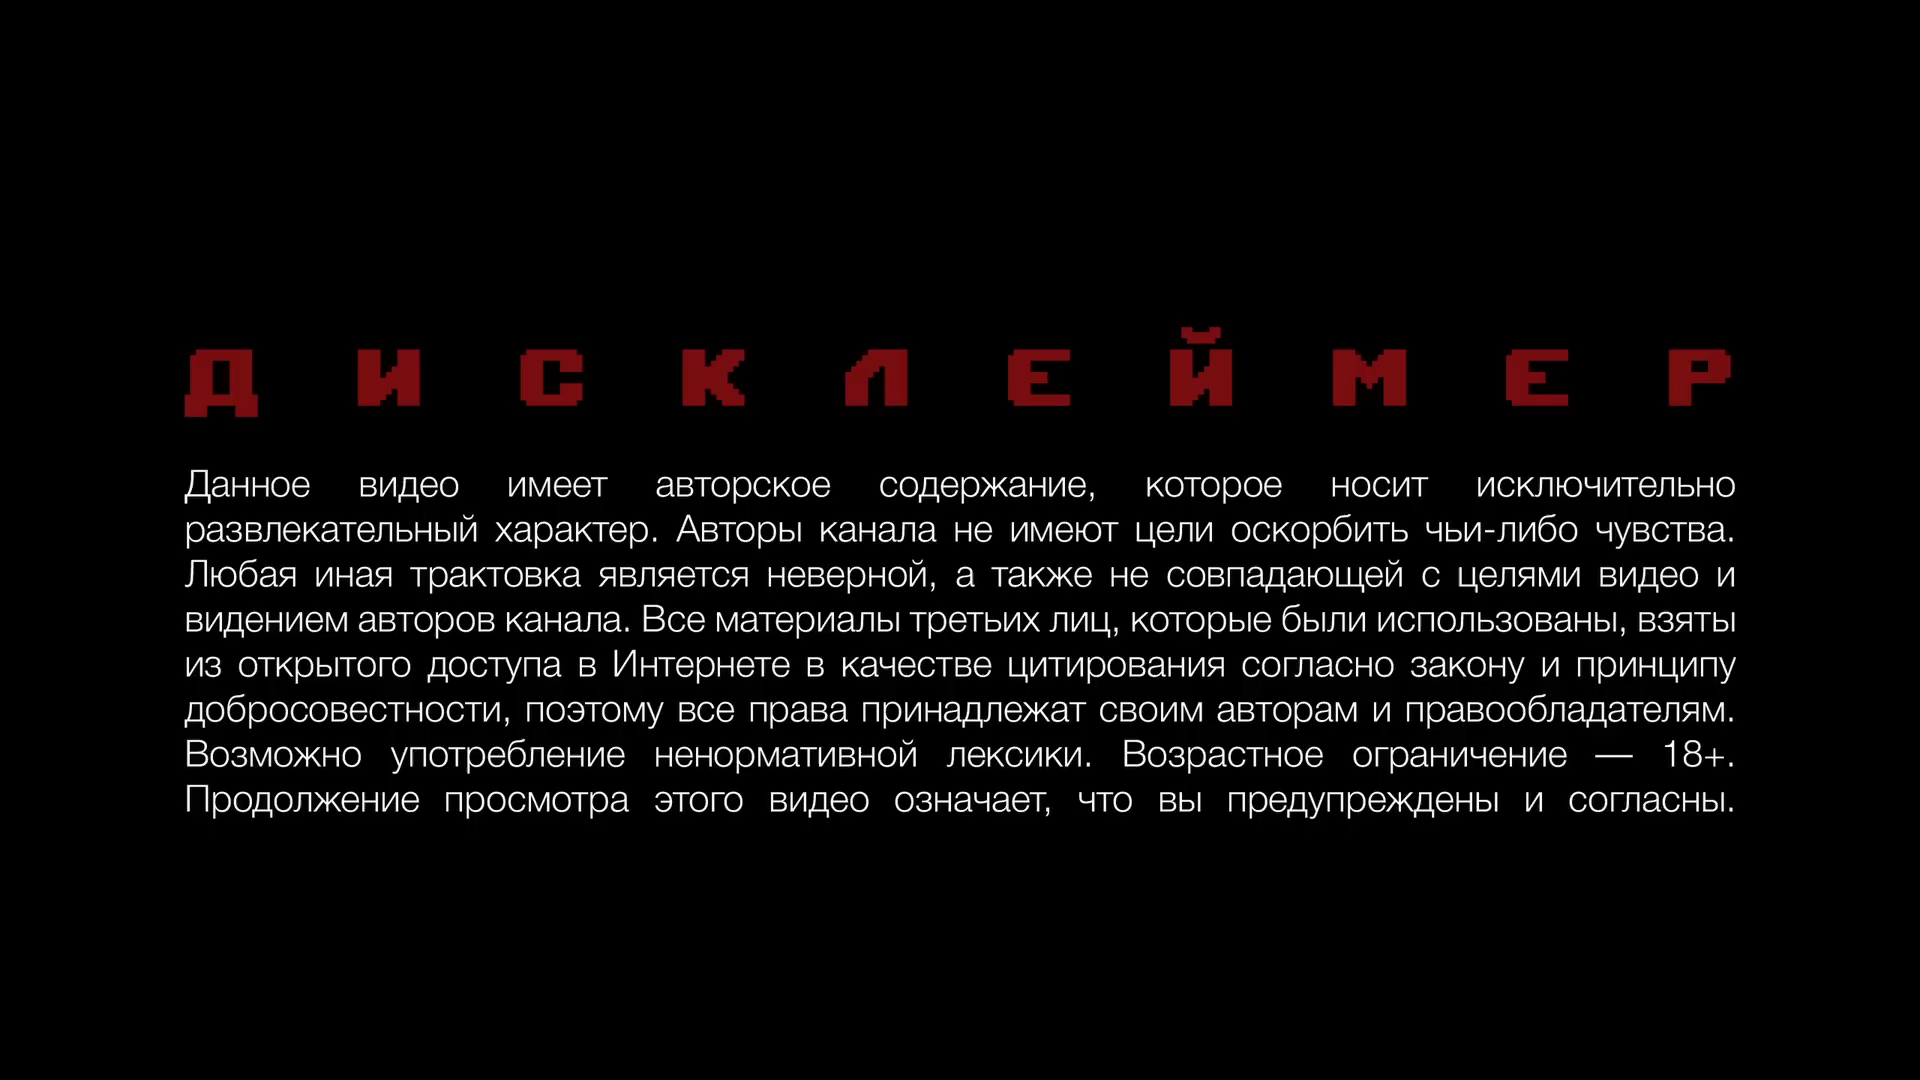 ДИСКЛЕЙМЕР
Данное видео имеет авторское содержание, которое носит исключительно
развлекательный характер. Авторы канала не имеют цели оскорбить чьи-либо чувства.
Любая иная трактовка является неверной, а также не совпадающей с целями видео и
видением авторов канала. Все материалы третьих лиц, которые были использованы, взяты
из открытого доступа в Интернете в качестве цитирования согласно закону и принципу
добросовестности, поэтому все права принадлежат своим авторам и правообладателям.
Возможно употребление ненормативной лексики. Возрастное ограничение — 18+.
Продолжение просмотра этого видео означает, что вы предупреждены и согласны.